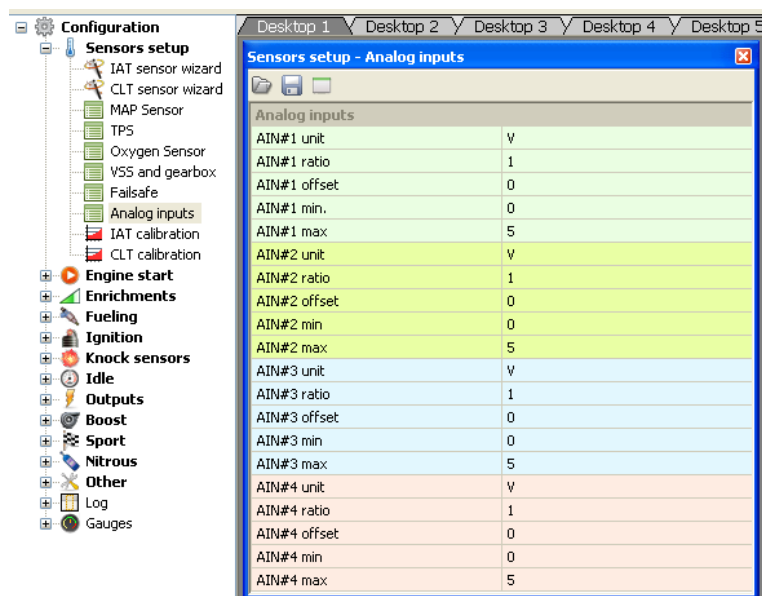 Configuration
Sensors setup
IAT sensor wizard
CLT sensor wizard
MAP Sensor
TPS
Oxygen Sensor
VSS and gearbox
Failsafe
Analog inputs
IAT calibration
CLT calibration
Engine start
Enrichments
Fueling
Ignition
Knock sensors
Idle
Outputs
Boost
Sport
Nitrous
Other
Log
Gauges
Desktop 1 Desktop 2 Desktop 3 Desktop 4 Desktop 5
Sensors setup - Analog inputs
Analog inputs
AIN#1 unit V
AIN#1 ratio 1
AIN#1 offset 0
AIN#1 min. 0
AIN#1 max 5
AIN#2 unit V
AIN#2 ratio 1
AIN#2 offset 0
AIN#2 min 0
AIN#2 max 5
AIN#3 unit V
AIN#3 ratio 1
AIN#3 offset 0
AIN#3 min 0
AIN#3 max 5
AIN#4 unit V
AIN#4 ratio 1
AIN#4 offset 0
AIN#4 min 0
AIN#4 max 5